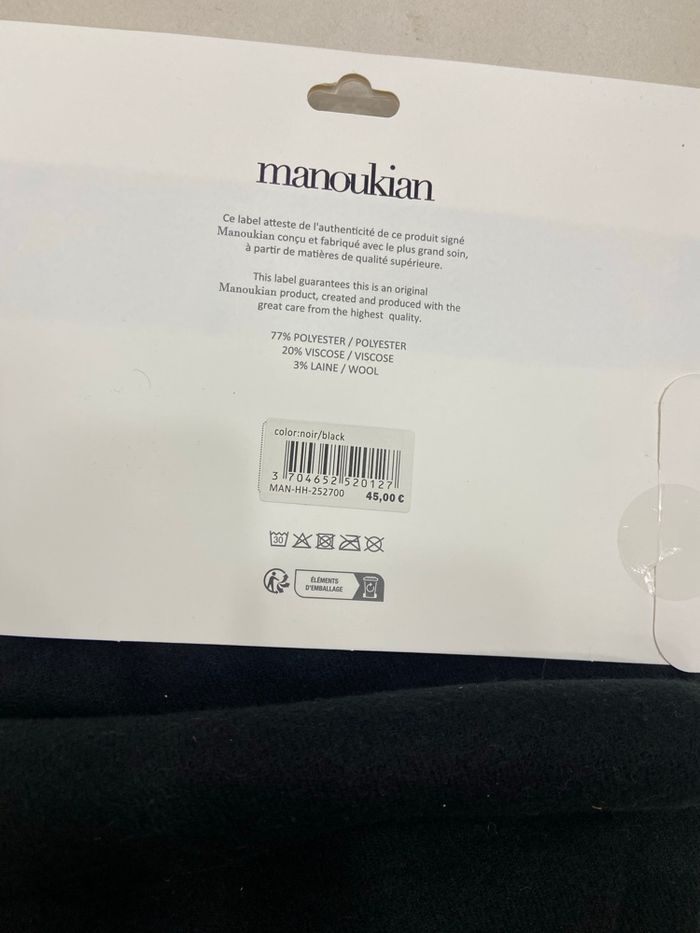 manoukian
Ce label atteste de l'authenticité de ce produit signé
Manoukian conçu et fabriqué avec le plus grand soin,
à partir de matières de qualité supérieure.
This label guarantees this is an original
Manoukian product, created and produced with the
great care from the highest quality.
77% POLYESTER / POLYESTER
20% VISCOSE / VISCOSE
3% LAINE / WOOL
color:noir/black
3 704652 520127
MAN-HH-252700 45,00 €
30
ÉLÉMENTS
D'EMBALLAGE